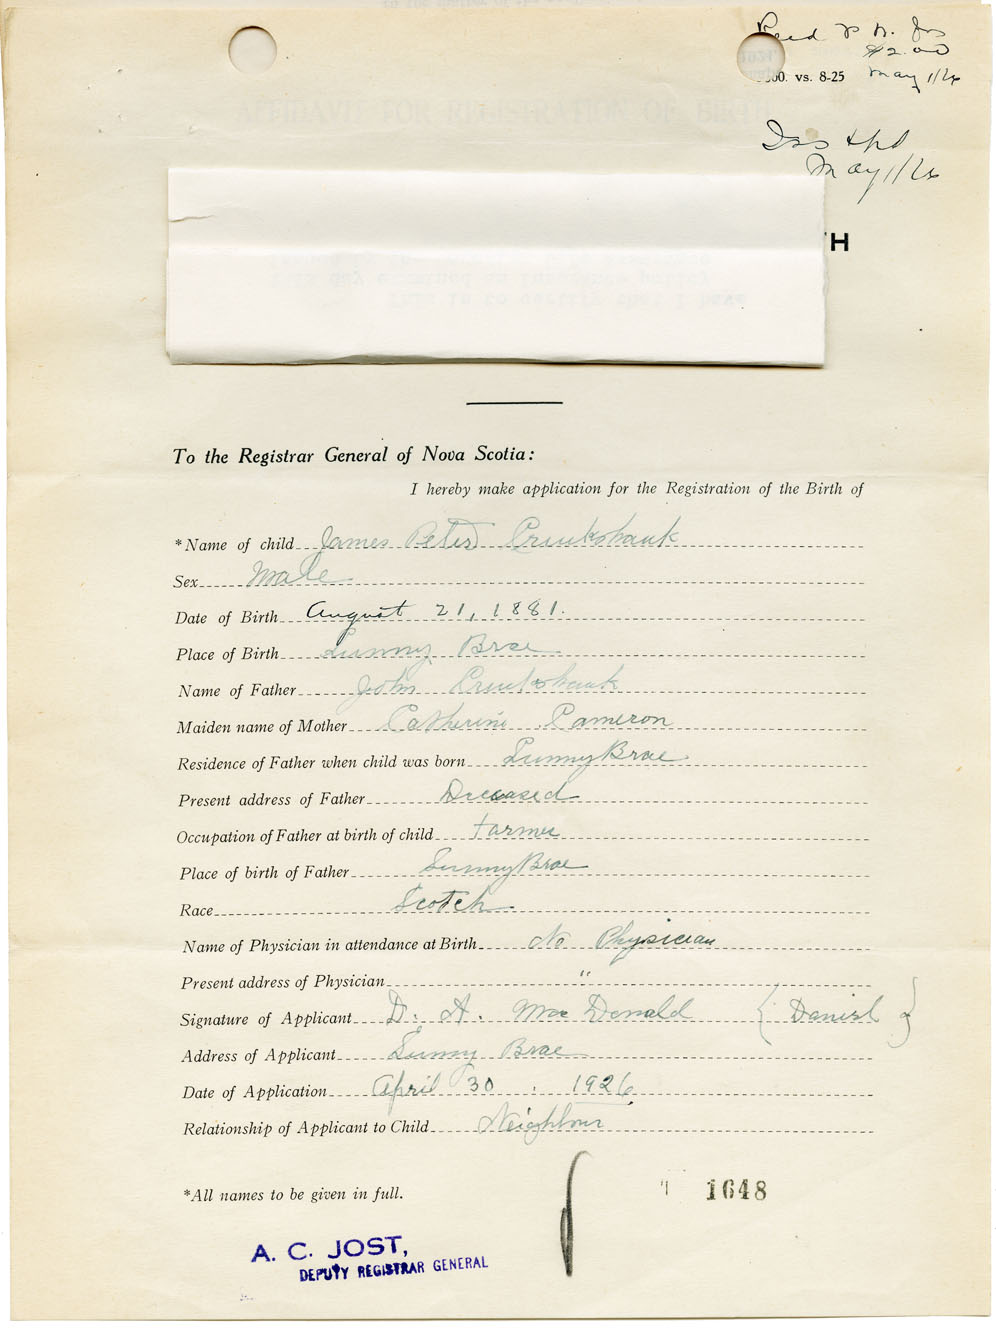 Recd
$2.00
500. vs. 8-25 May 1/26
May 1/26
H
To the Registrar General of Nova Scotia:
I hereby make application for the Registration of the Birth of
*Name of child James Peter Cruikshank
Sex Male
Date of Birth August 21, 1881.
Place of Birth Sunny Brae
Name of Father John Cruikshank
Maiden name of Mother Catherine Cameron
Residence of Father when child was born Sunny Brae
Present address of Father Deceased
Occupation of Father at birth of child Farmer
Place of birth of Father Sunny Brae
Race Scotch
Name of Physician in attendance at Birth No Physician
Present address of Physician "
Signature of Applicant D. A. MacDonald { Daniel }
Address of Applicant Sunny Brae
Date of Application April 30, 1926
Relationship of Applicant to Child Neighbour
*All names to be given in full.
1648
A. C. JOST,
DEPUTY REGISTRAR GENERAL